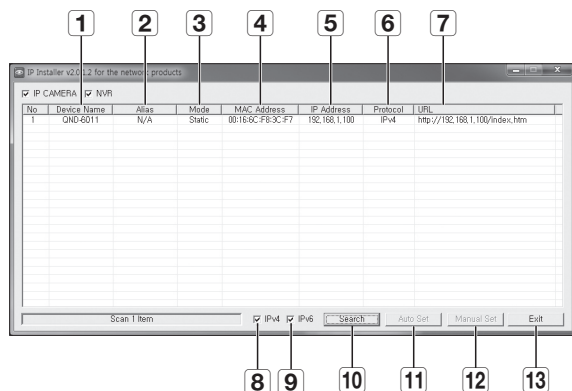 1 2 3 4 5 6 7
IP Installer v2.0.1.2 for the network products
IP CAMERA NVR
No Device Name Alias Mode MAC Address IP Address Protocol URL
1 QND-6011 N/A Static 00:16:6C:F8:3C:F7 192,168,1,100 IPv4 http://192,168,1,100/index,htm
Scan 1 Item IPv4 IPv6 Search Auto Set Manual Set Exit
8 9 10 11 12 13